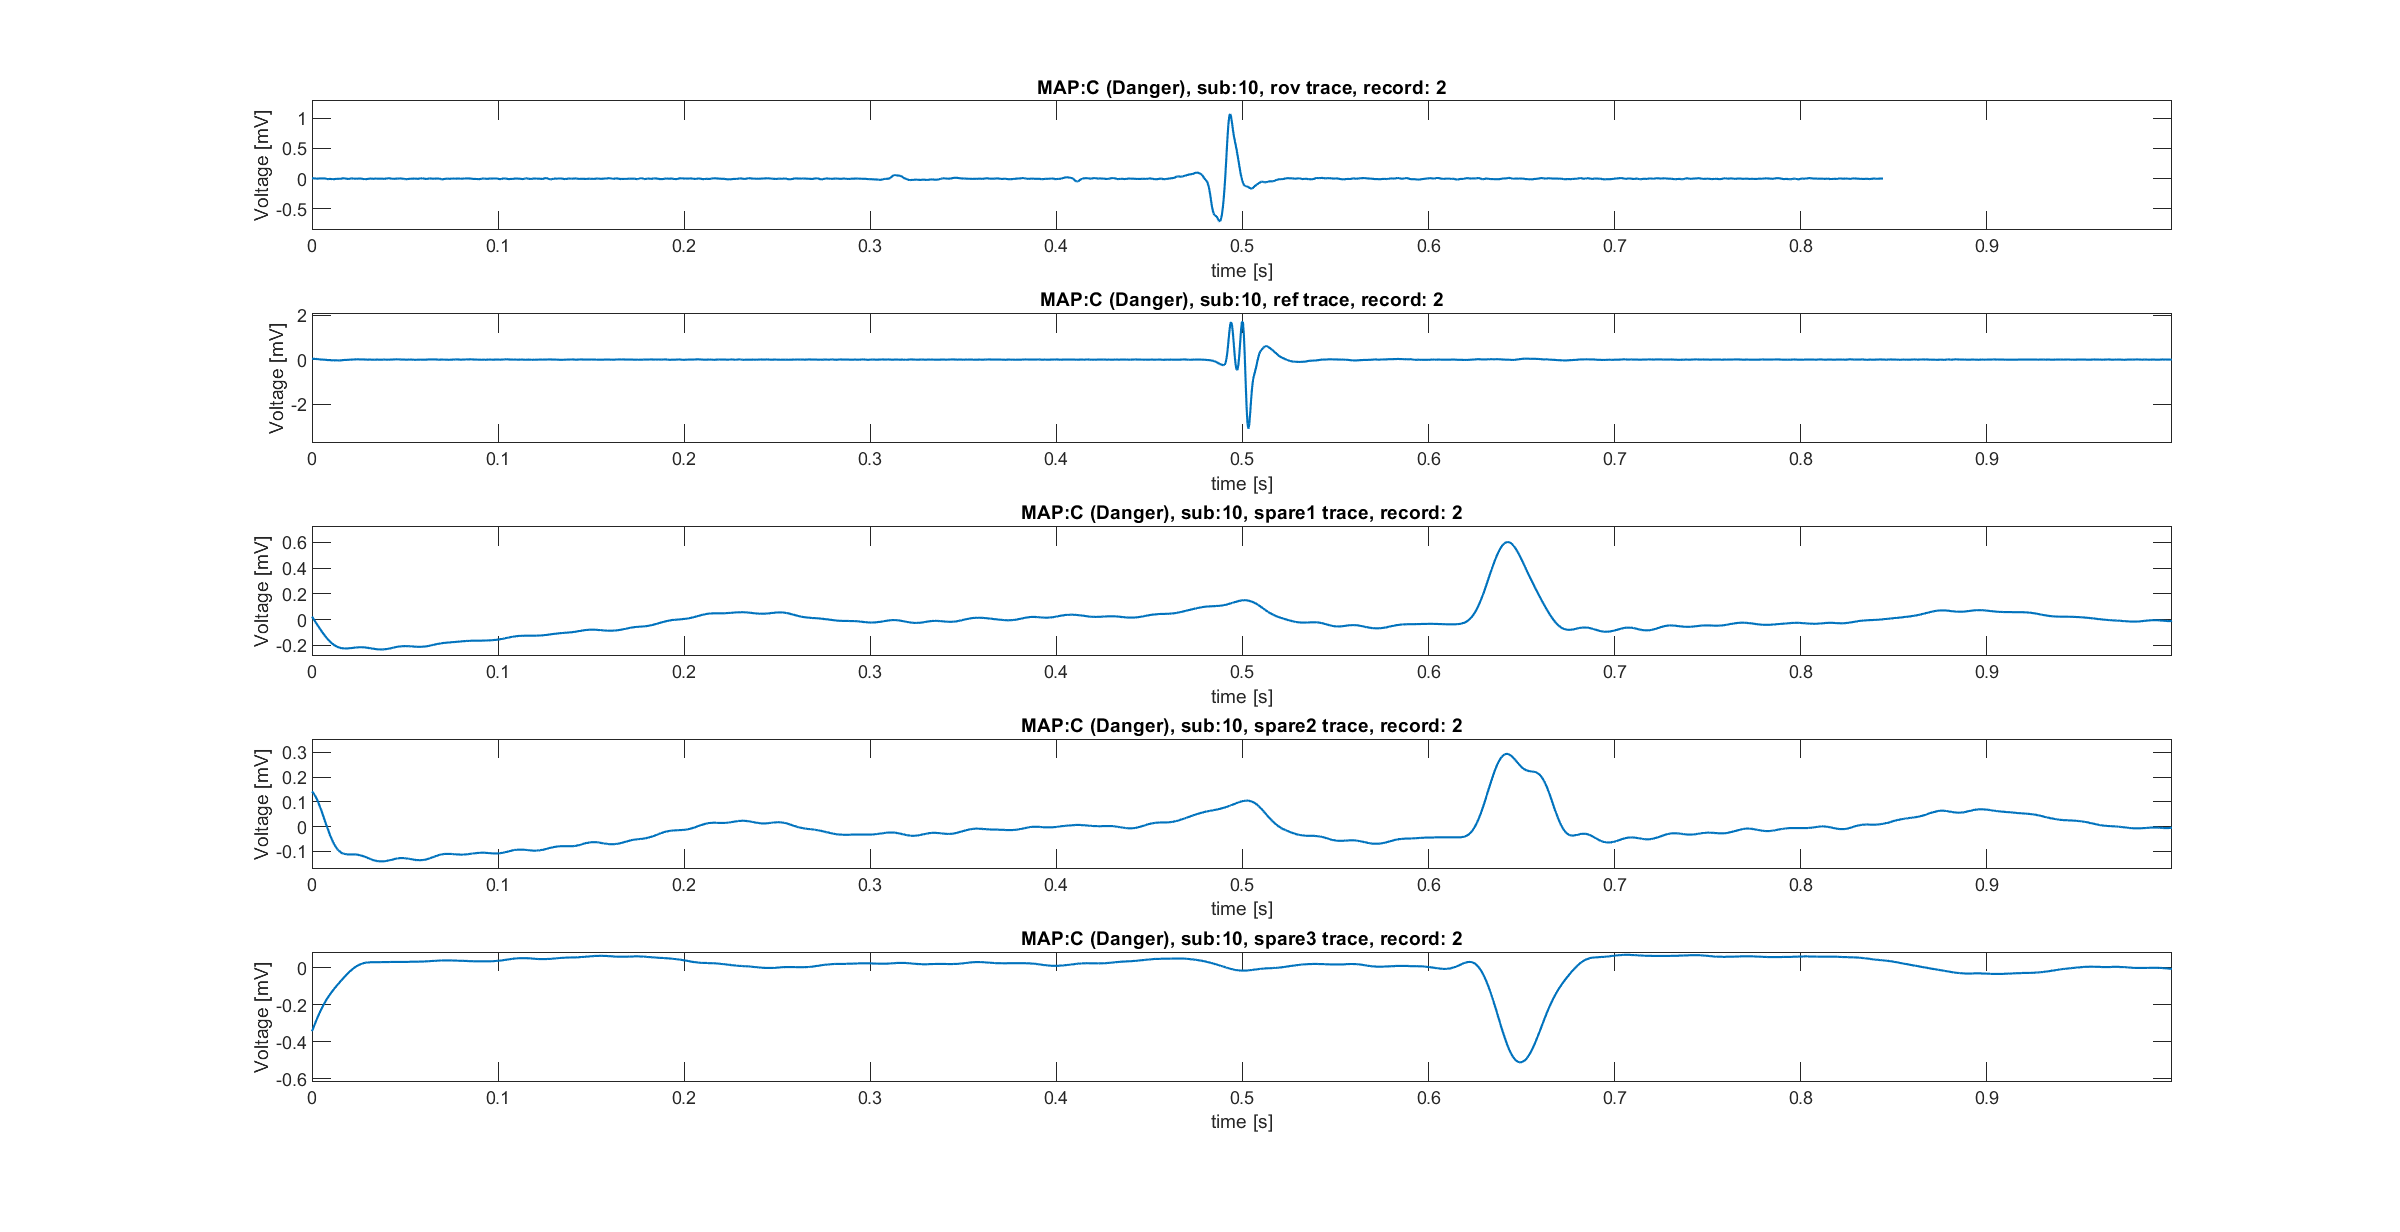 MAP:C (Danger), sub:10, rov trace, record: 2
Voltage [mV]
1
0.5
0
-0.5
0 0.1 0.2 0.3 0.4 0.5 0.6 0.7 0.8 0.9
time [s]
MAP:C (Danger), sub:10, ref trace, record: 2
Voltage [mV]
2
0
-2
0 0.1 0.2 0.3 0.4 0.5 0.6 0.7 0.8 0.9
time [s]
MAP:C (Danger), sub:10, spare1 trace, record: 2
Voltage [mV]
0.6
0.4
0.2
0
-0.2
0 0.1 0.2 0.3 0.4 0.5 0.6 0.7 0.8 0.9
time [s]
MAP:C (Danger), sub:10, spare2 trace, record: 2
Voltage [mV]
0.3
0.2
0.1
0
-0.1
0 0.1 0.2 0.3 0.4 0.5 0.6 0.7 0.8 0.9
time [s]
MAP:C (Danger), sub:10, spare3 trace, record: 2
Voltage [mV]
0
-0.2
-0.4
-0.6
0 0.1 0.2 0.3 0.4 0.5 0.6 0.7 0.8 0.9
time [s]